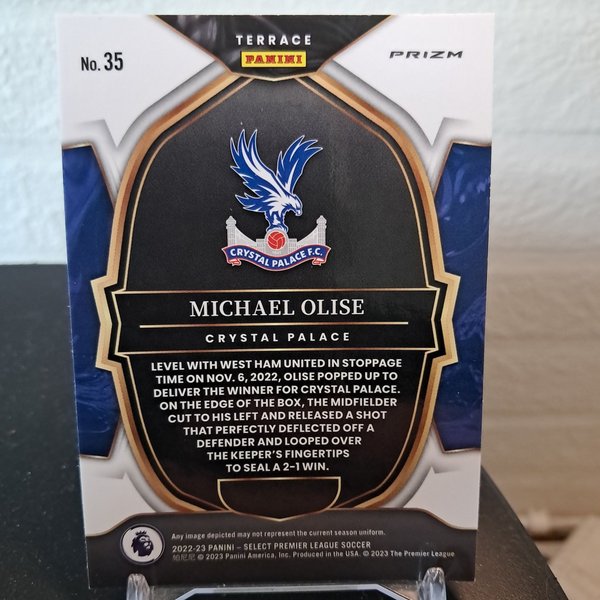 TERRACE
No. 35
PANINI
PRIZM
CRYSTAL PALACE F.C.
MICHAEL OLISE
CRYSTAL PALACE
LEVEL WITH WEST HAM UNITED IN STOPPAGE
TIME ON NOV. 6, 2022, OLISE POPPED UP TO
DELIVER THE WINNER FOR CRYSTAL PALACE.
ON THE EDGE OF THE BOX, THE MIDFIELDER
CUT TO HIS LEFT AND RELEASED A SHOT
THAT PERFECTLY DEFLECTED OFF A
DEFENDER AND LOOPED OVER
THE KEEPER'S FINGERTIPS
TO SEAL A 2-1 WIN.
Any image depicted may not represent the current season uniform.
2022-23 PANINI – SELECT PREMIER LEAGUE SOCCER
帕尼尼 © 2023 Panini America, Inc. Produced in the USA. © 2023 The Premier League